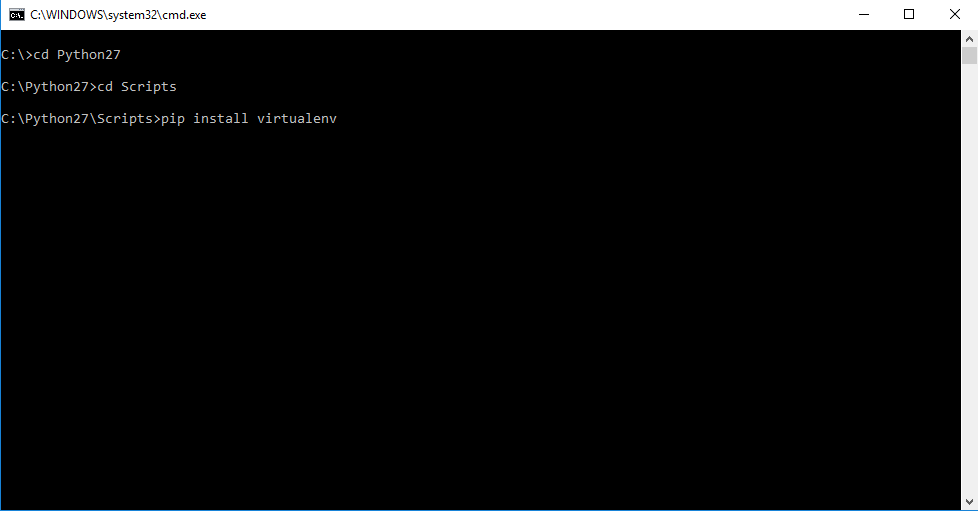 C:\WINDOWS\system32\cmd.exe
C:\>cd Python27
C:\Python27>cd Scripts
C:\Python27\Scripts>pip install virtualenv